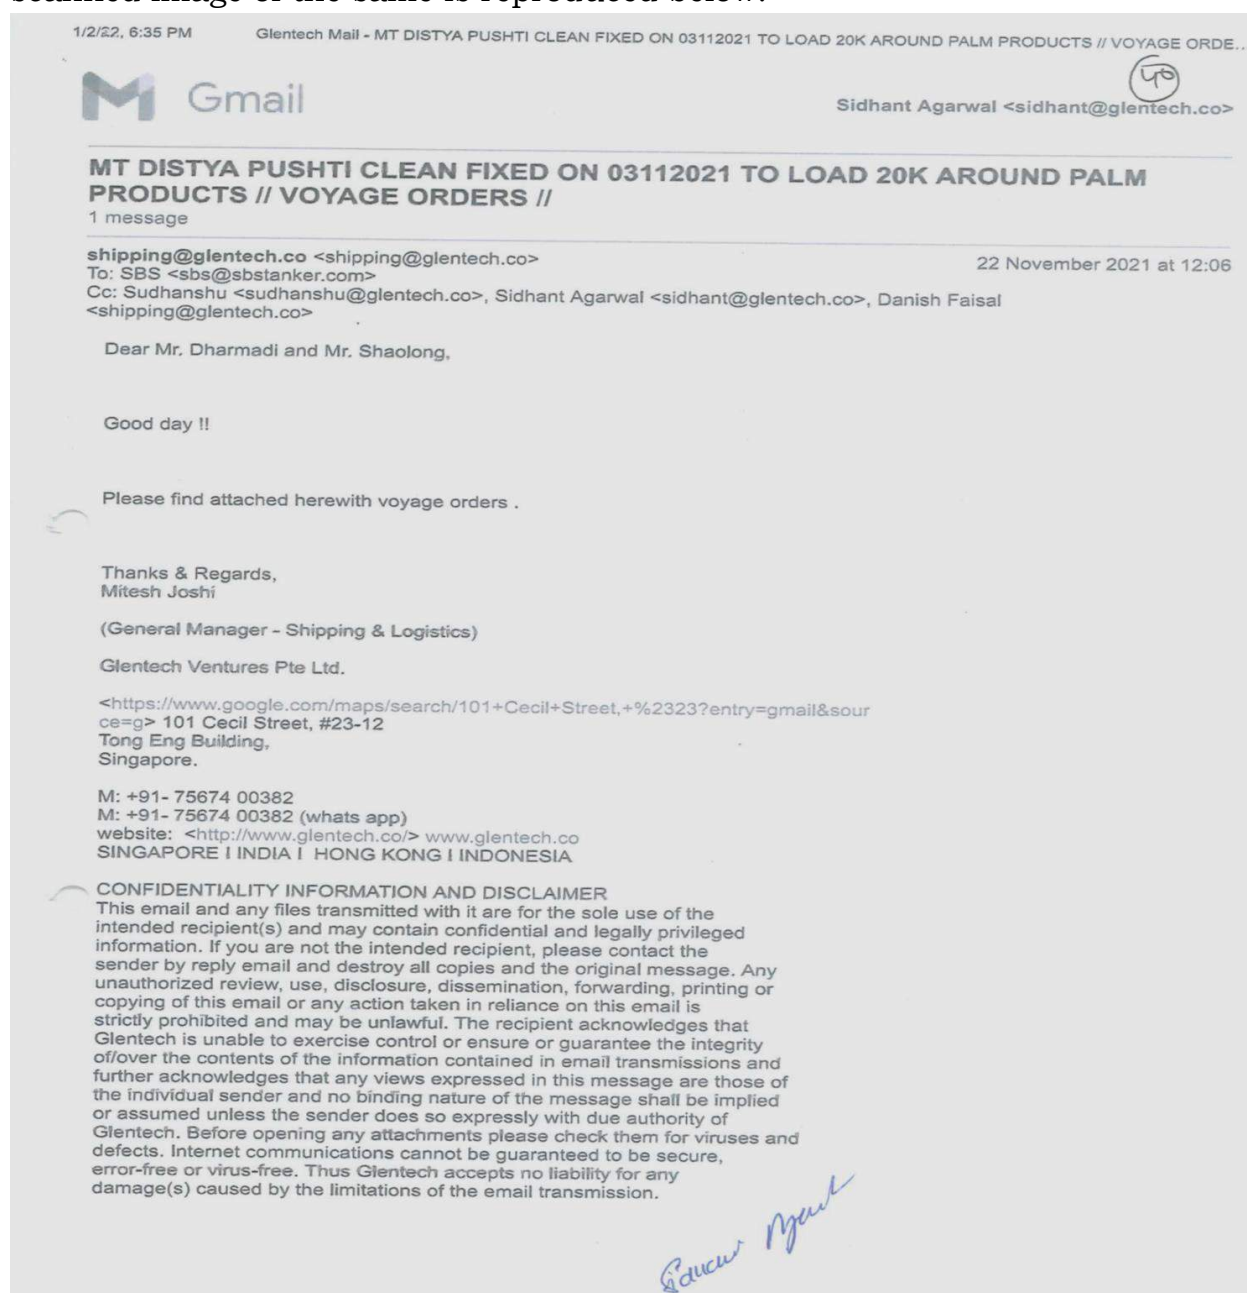 scanned image of the same is reproduced below:
1/2/22, 6:35 PM Glentech Mail - MT DISTYA PUSHTI CLEAN FIXED ON 03112021 TO LOAD 20K AROUND PALM PRODUCTS // VOYAGE ORDE...
40
Gmail
Sidhant Agarwal <sidhant@glentech.co>
MT DISTYA PUSHTI CLEAN FIXED ON 03112021 TO LOAD 20K AROUND PALM
PRODUCTS // VOYAGE ORDERS //
1 message
shipping@glentech.co <shipping@glentech.co> 22 November 2021 at 12:06
To: SBS <sbs@sbstanker.com>
Cc: Sudhanshu <sudhanshu@glentech.co>, Sidhant Agarwal <sidhant@glentech.co>, Danish Faisal
<shipping@glentech.co>
Dear Mr. Dharmadi and Mr. Shaolong,
Good day !!
Please find attached herewith voyage orders .
Thanks & Regards,
Mitesh Joshi
(General Manager - Shipping & Logistics)
Glentech Ventures Pte Ltd.
<https://www.google.com/maps/search/101+Cecil+Street,+%2323?entry=gmail&sour
ce=g> 101 Cecil Street, #23-12
Tong Eng Building,
Singapore.
M: +91- 75674 00382
M: +91- 75674 00382 (whats app)
website: <http://www.glentech.co/> www.glentech.co
SINGAPORE I INDIA I HONG KONG I INDONESIA
CONFIDENTIALITY INFORMATION AND DISCLAIMER
This email and any files transmitted with it are for the sole use of the
intended recipient(s) and may contain confidential and legally privileged
information. If you are not the intended recipient, please contact the
sender by reply email and destroy all copies and the original message. Any
unauthorized review, use, disclosure, dissemination, forwarding, printing or
copying of this email or any action taken in reliance on this email is
strictly prohibited and may be unlawful. The recipient acknowledges that
Glentech is unable to exercise control or ensure or guarantee the integrity
of/over the contents of the information contained in email transmissions and
further acknowledges that any views expressed in this message are those of
the individual sender and no binding nature of the message shall be implied
or assumed unless the sender does so expressly with due authority of
Glentech. Before opening any attachments please check them for viruses and
defects. Internet communications cannot be guaranteed to be secure,
error-free or virus-free. Thus Glentech accepts no liability for any
damage(s) caused by the limitations of the email transmission.